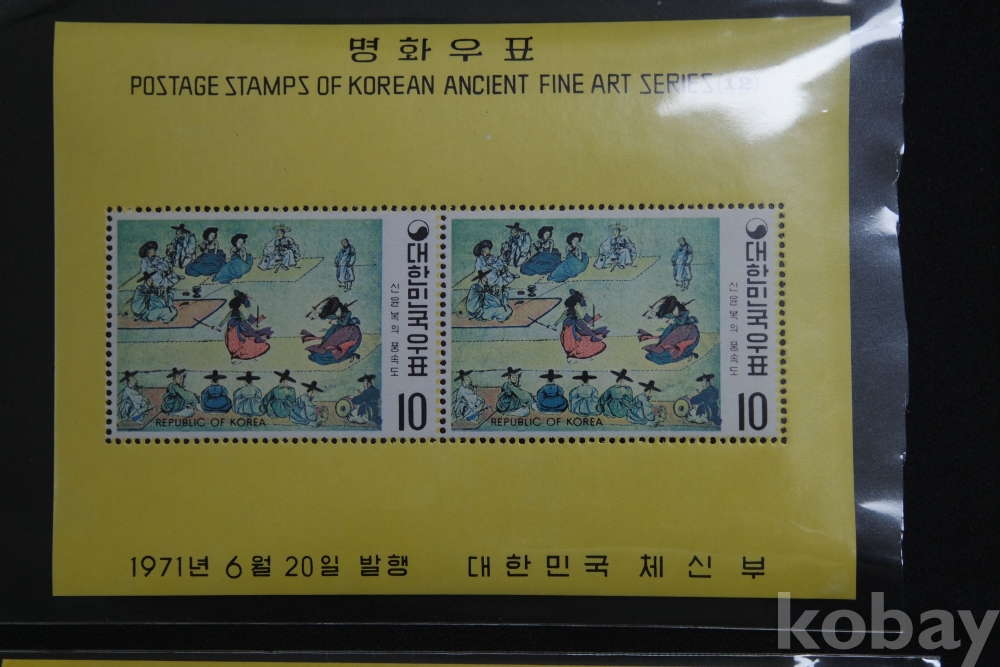 명화우표
POSTAGE STAMPS OF KOREAN ANCIENT FINE ART SERIES(12)
대한민국우표
신윤복의 풍속도
10
REPUBLIC OF KOREA
대한민국우표
신윤복의 풍속도
10
REPUBLIC OF KOREA
1971년 6월 20일 발행 대한민국 체신부
kobay